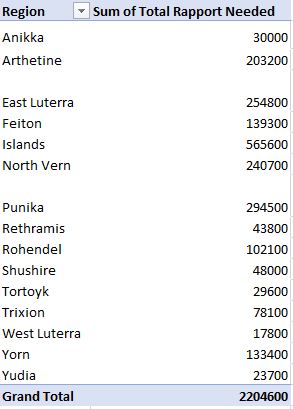 Region Sum of Total Rapport Needed
Anikka 30000
Arthetine 203200
East Luterra 254800
Feiton 139300
Islands 565600
North Vern 240700
Punika 294500
Rethramis 43800
Rohendel 102100
Shushire 48000
Tortoyk 29600
Trixion 78100
West Luterra 17800
Yorn 133400
Yudia 23700
Grand Total 2204600